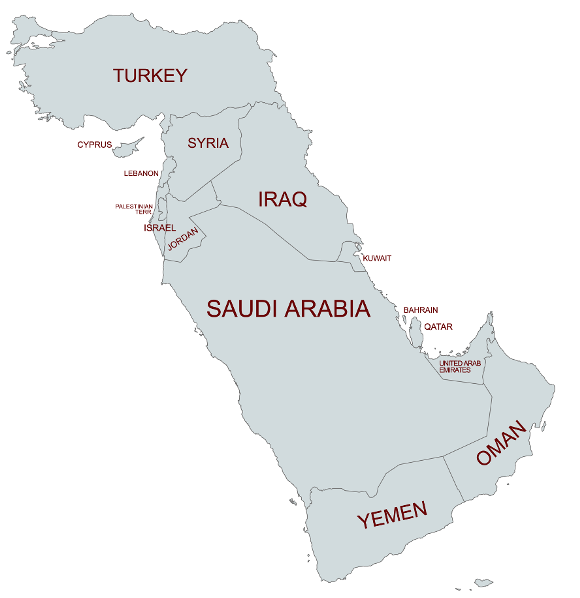 TURKEY
CYPRUS
SYRIA
LEBANON
IRAQ
PALESTINIAN
TERR.
ISRAEL
JORDAN
KUWAIT
SAUDI ARABIA
BAHRAIN
QATAR
UNITED ARAB
EMIRATES
OMAN
YEMEN